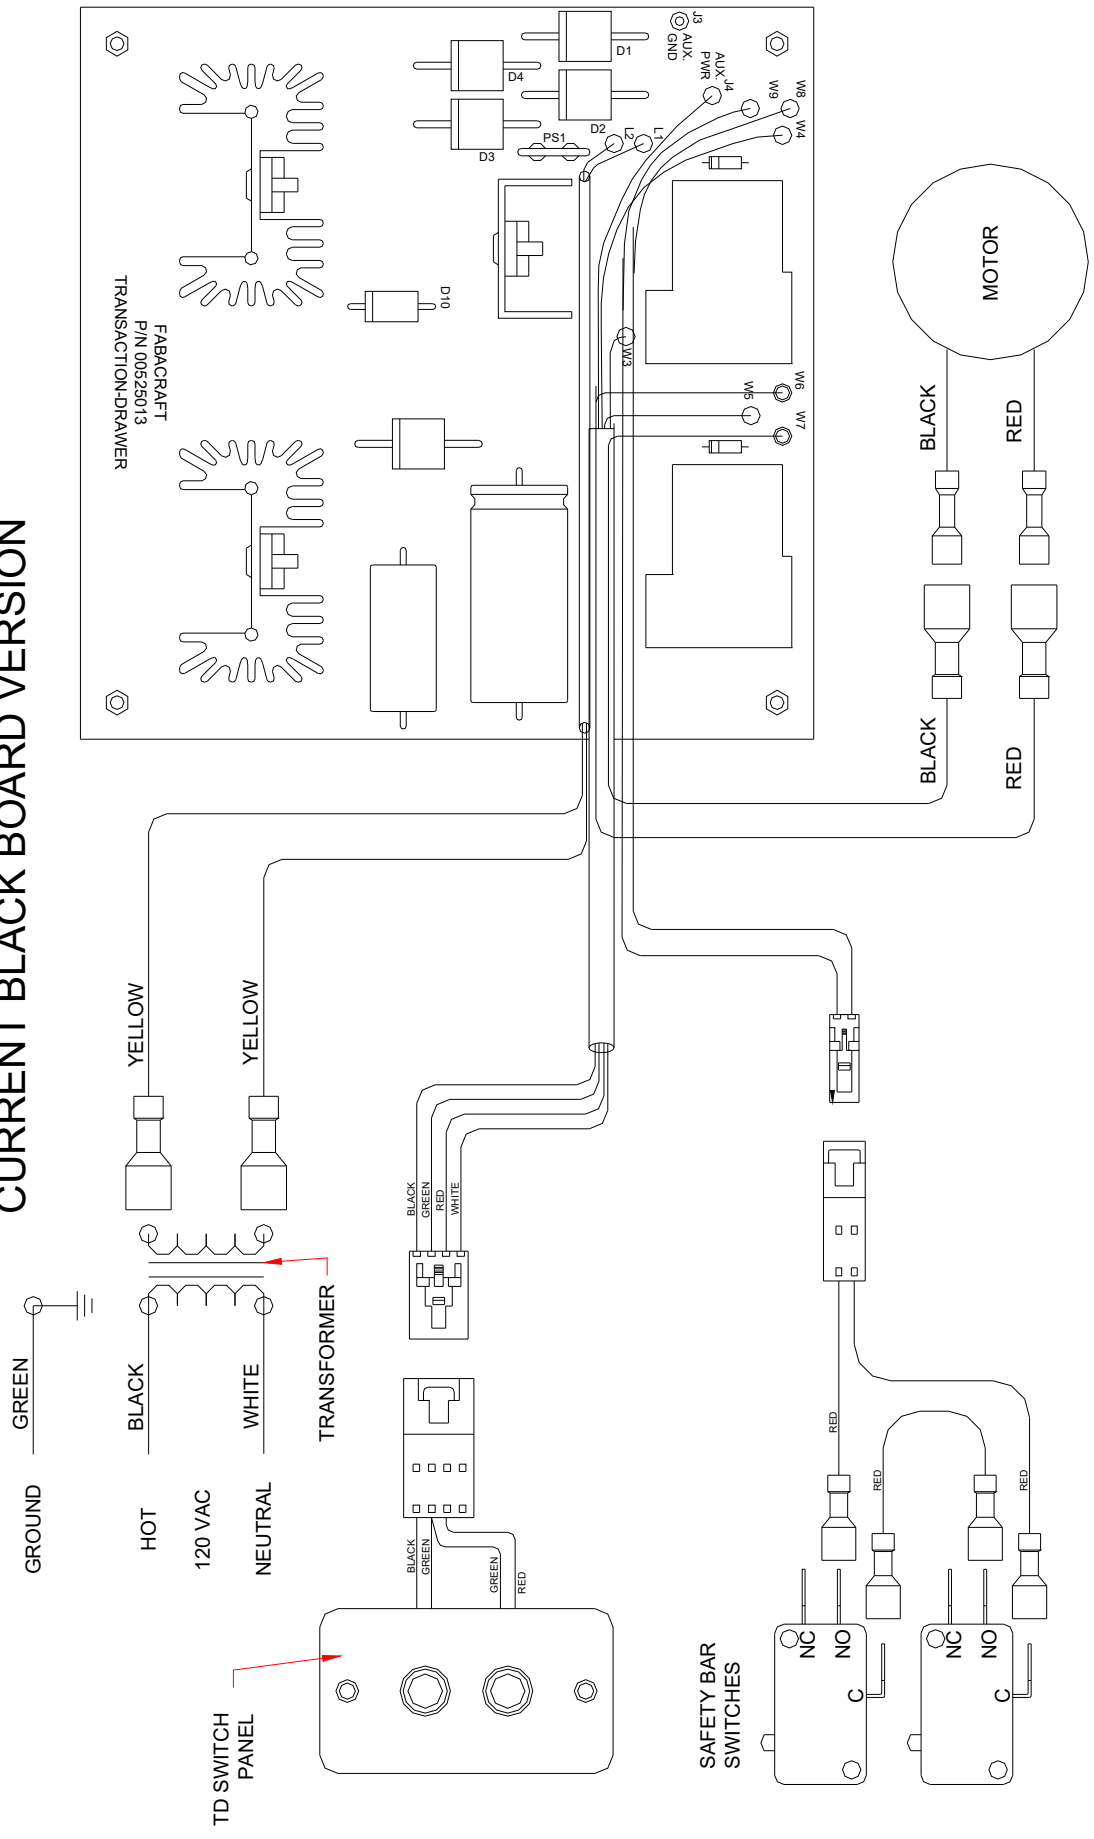 CURRENT BLACK BOARD VERSION
J3
AUX.
GND
AUX.
PWR
J4
W9
W8
W4
D1
D4
D2
D3
PS1
L2
L1
D10
W3
W5
W6
W7
FABACRAFT
P/N 00525013
TRANSACTION-DRAWER
MOTOR
BLACK
RED
BLACK
RED
YELLOW
YELLOW
BLACK
GREEN
RED
WHITE
GREEN
BLACK
WHITE
TRANSFORMER
GROUND
HOT
120 VAC
NEUTRAL
BLACK
GREEN
GREEN
RED
TD SWITCH
PANEL
RED
RED
RED
SAFETY BAR
SWITCHES
NC
NO
C
NC
NO
C